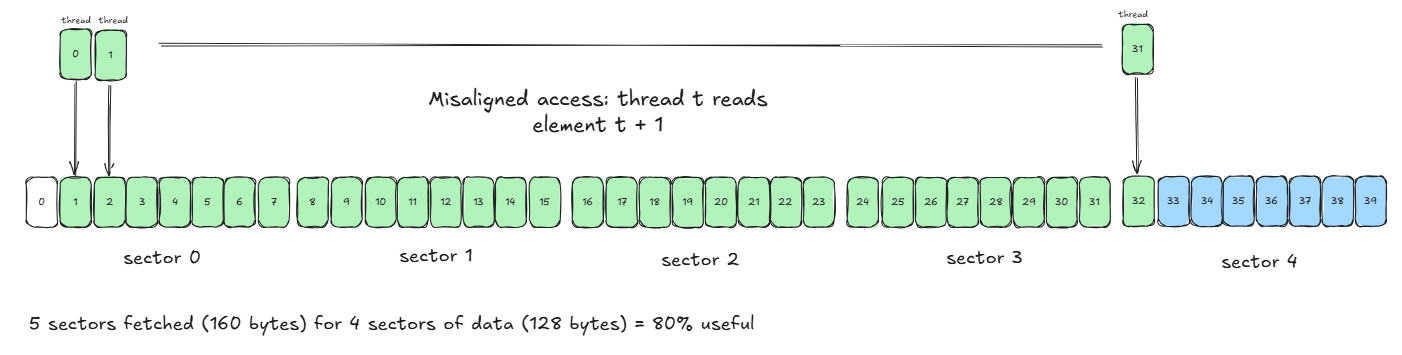 thread thread thread
0 1 31
Misaligned access: thread t reads
element t + 1
0 1 2 3 4 5 6 7 8 9 10 11 12 13 14 15 16 17 18 19 20 21 22 23 24 25 26 27 28 29 30 31 32 33 34 35 36 37 38 39
sector 0 sector 1 sector 2 sector 3 sector 4
5 sectors fetched (160 bytes) for 4 sectors of data (128 bytes) = 80% useful